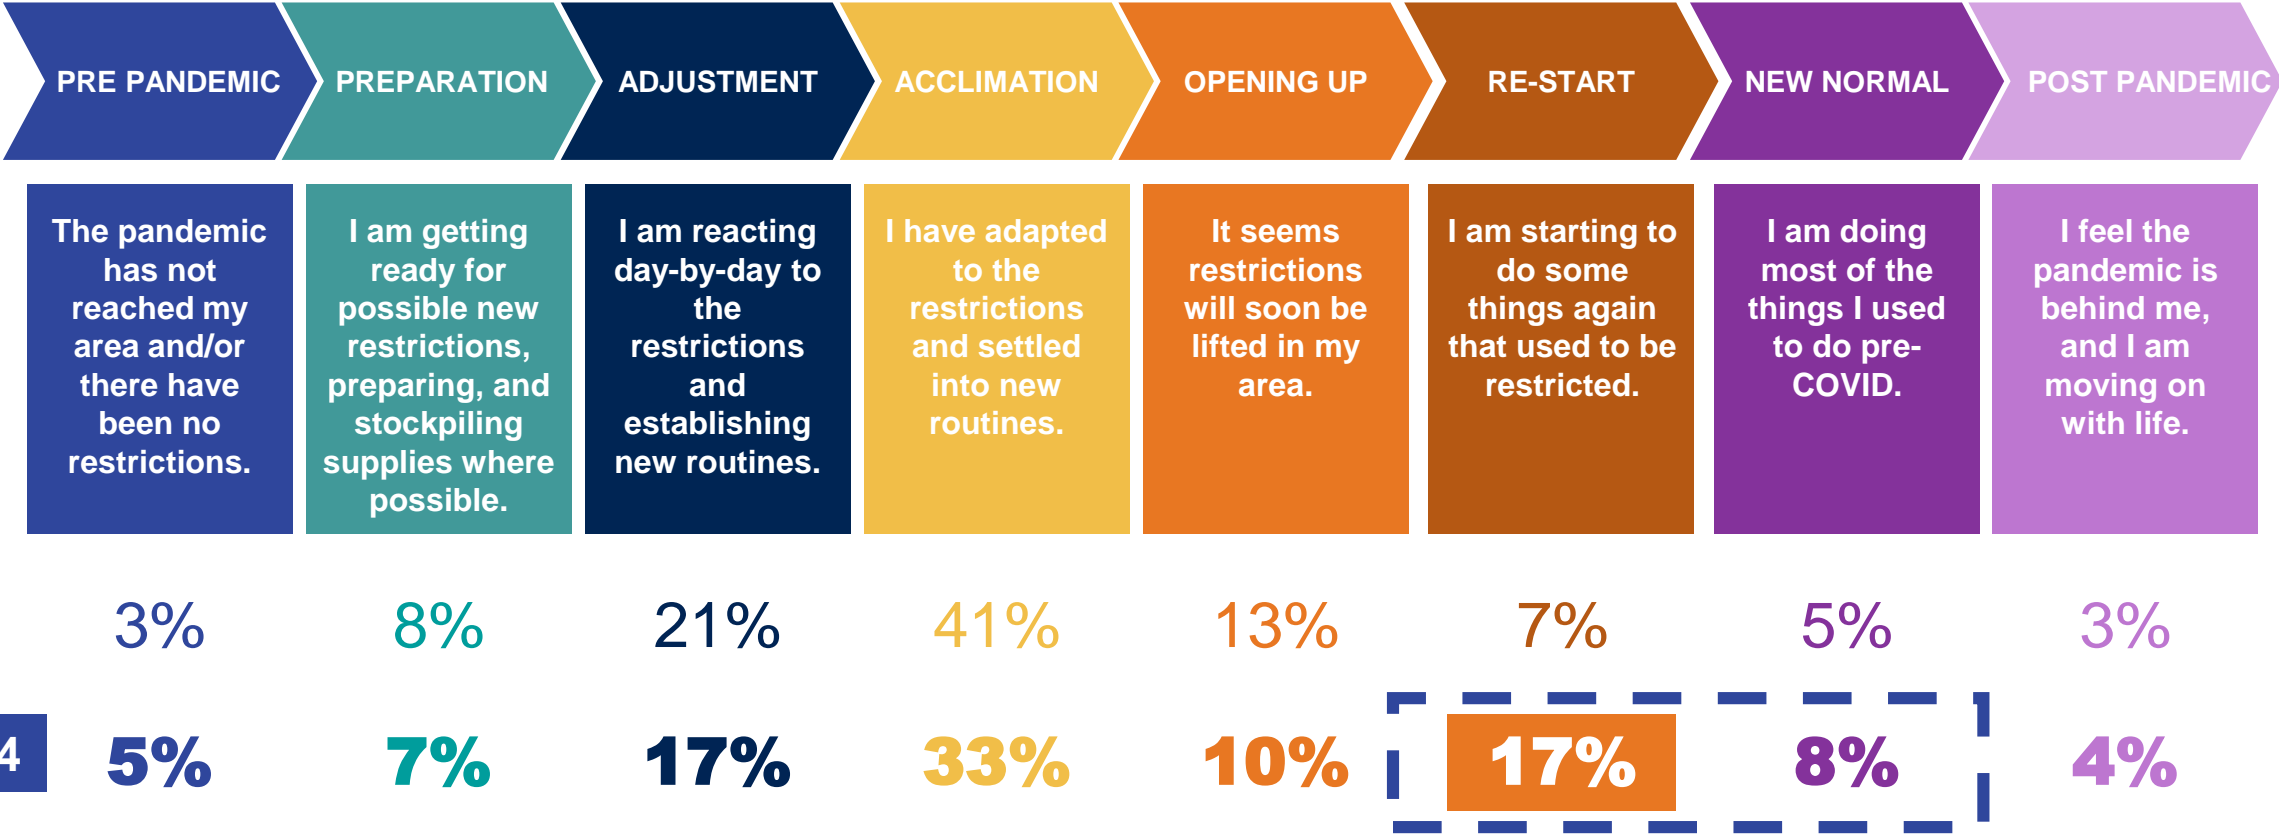 PRE PANDEMIC
PREPARATION
ADJUSTMENT
ACCLIMATION
OPENING UP
RE-START
NEW NORMAL
POST PANDEMIC
The pandemic
has not
reached my
area and/or
there have
been no
restrictions.
I am getting
ready for
possible new
restrictions,
preparing, and
stockpiling
supplies where
possible.
I am reacting
day-by-day to
the
restrictions
and
establishing
new routines.
I have adapted
to the
restrictions
and settled
into new
routines.
It seems
restrictions
will soon be
lifted in my
area.
I am starting to
do some
things again
that used to be
restricted.
I am doing
most of the
things I used
to do pre-
COVID.
I feel the
pandemic is
behind me,
and I am
moving on
with life.
3% 8% 21% 41% 13% 7% 5% 3%
4 5% 7% 17% 33% 10% 17% 8% 4%